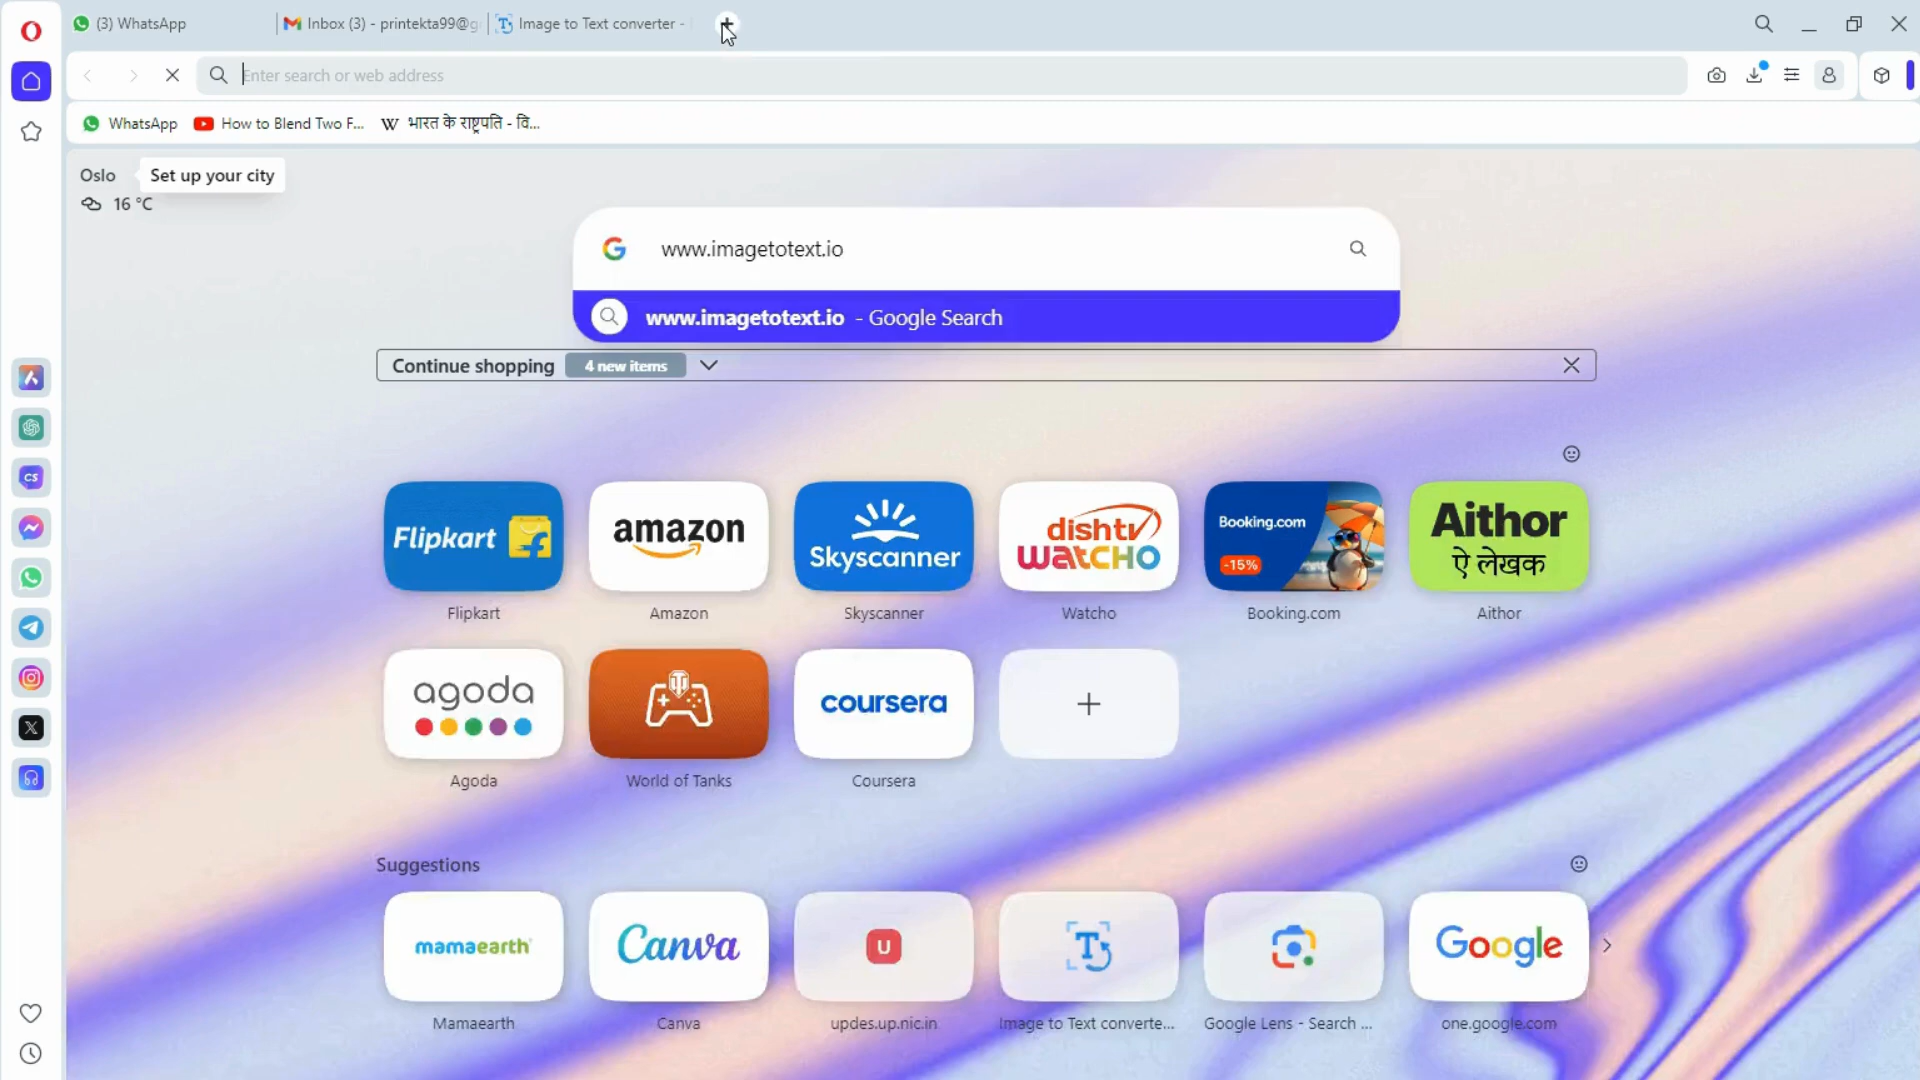 (3) WhatsApp
Inbox (3) - printekta99@g
Image to Text converter -
Enter search or web address
WhatsApp
How to Blend Two F...
W भारत के राष्ट्रपति - वि...
Oslo
Set up your city
16 °C
www.imagetotext.io
www.imagetotext.io - Google Search
Continue shopping
4 new items
Flipkart
amazon
Skyscanner
dishtv
WATCHO
Booking.com
-15%
Aithor
ऐ लेखक
Flipkart
Amazon
Skyscanner
Watcho
Booking.com
Aithor
agoda
coursera
Agoda
World of Tanks
Coursera
Suggestions
mamaearth
Canva
U
Google
Mamaearth
Canva
updes.up.nic.in
Image to Text converte...
Google Lens - Search ...
one.google.com
CS